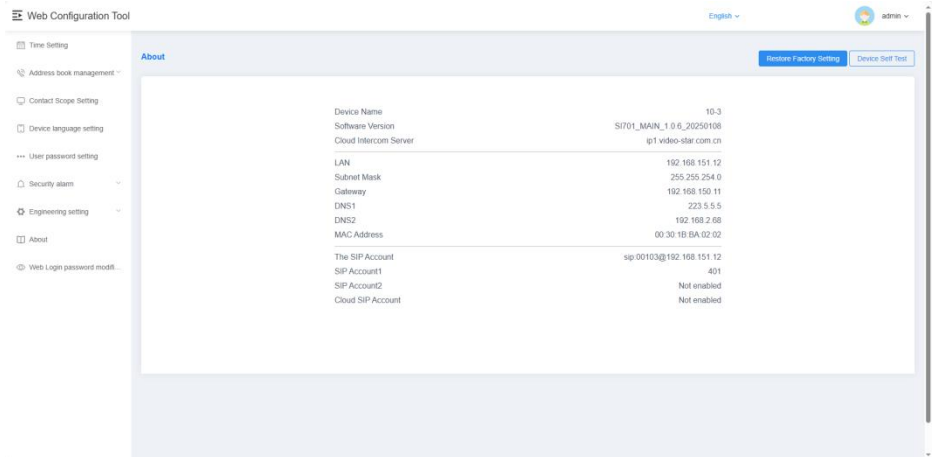 Web Configuration Tool
English
admin
Time Setting
Address book management
Contact Scope Setting
Device language setting
User password setting
Security alarm
Engineering setting
About
Web Login password modifi...
About
Restore Factory Setting
Device Self Test
Device Name 10-3
Software Version SI701_MAIN_1.0.6_20250108
Cloud Intercom Server ip1.video-star.com.cn
LAN 192.168.151.12
Subnet Mask 255.255.254.0
Gateway 192.168.150.11
DNS1 223.5.5.5
DNS2 192.168.2.68
MAC Address 00:30:1B:BA:02:02
The SIP Account sip:00103@192.168.151.12
SIP Account1 401
SIP Account2 Not enabled
Cloud SIP Account Not enabled